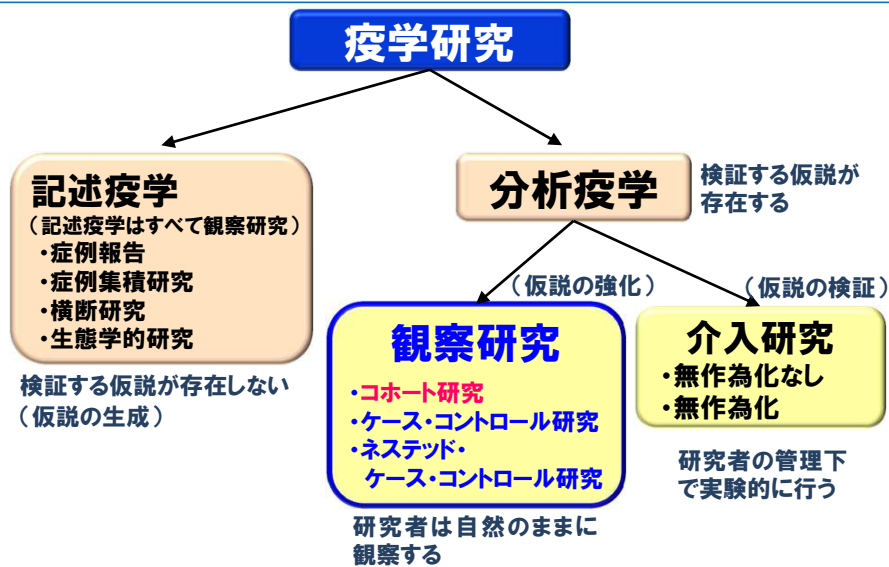 疫学研究
記述疫学
(記述疫学はすべて観察研究)
・症例報告
・症例集積研究
・横断研究
・生態学的研究
検証する仮説が存在しない
(仮説の生成)
分析疫学
検証する仮説が
存在する
(仮説の強化)
観察研究
・コホート研究
・ケース・コントロール研究
・ネステッド・
ケース・コントロール研究
研究者は自然のままに
観察する
(仮説の検証)
介入研究
・無作為化なし
・無作為化
研究者の管理下
で実験的に行う